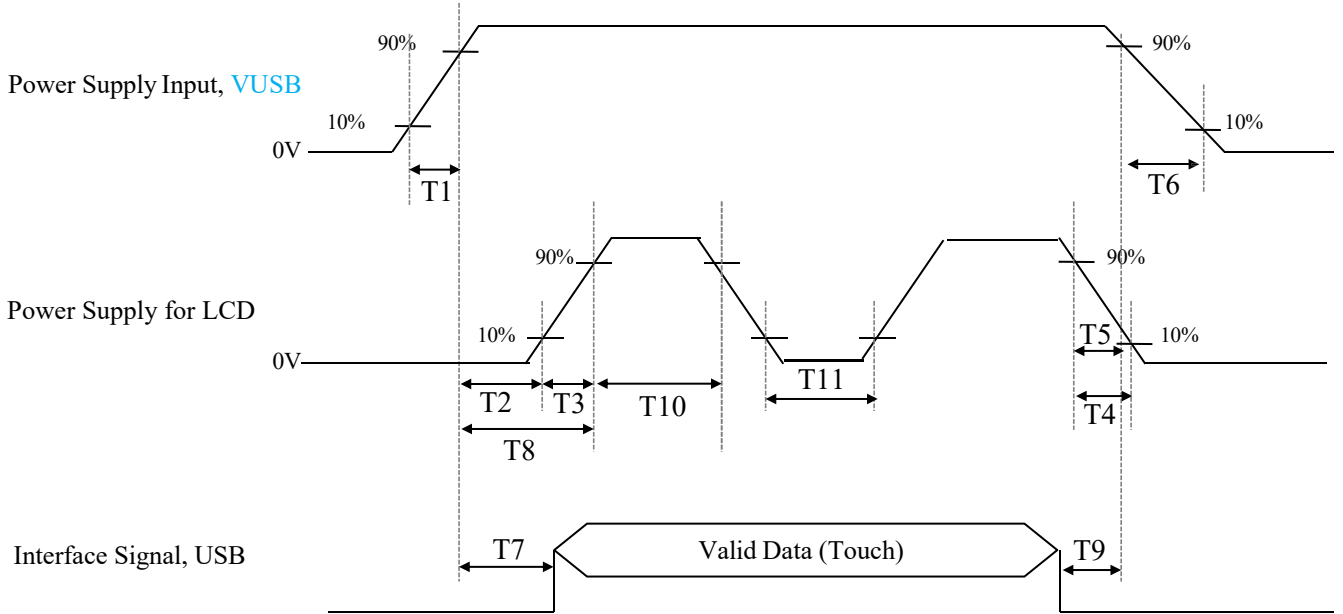 90%
90%
Power Supply Input, VUSB
10%
10%
0V
T1
T6
90%
90%
Power Supply for LCD
10%
T5
10%
0V
T11
T2
T3
T10
T4
T8
Interface Signal, USB
T7
Valid Data (Touch)
T9